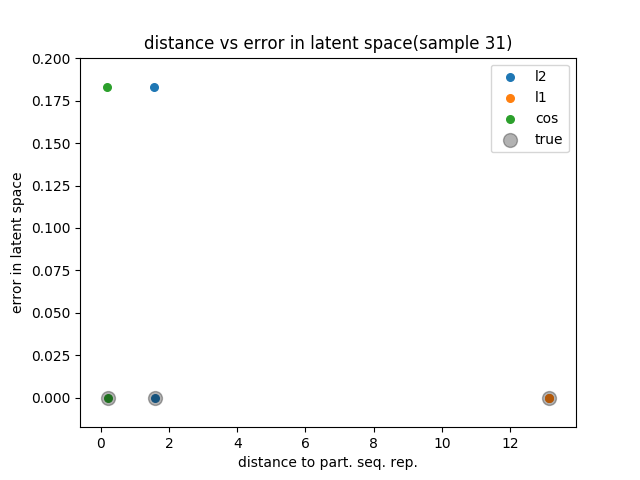 distance vs error in latent space(sample 31)
error in latent space
0.200
0.175
0.150
0.125
0.100
0.075
0.050
0.025
0.000
l2
l1
cos
true
0 2 4 6 8 10 12
distance to part. seq. rep.